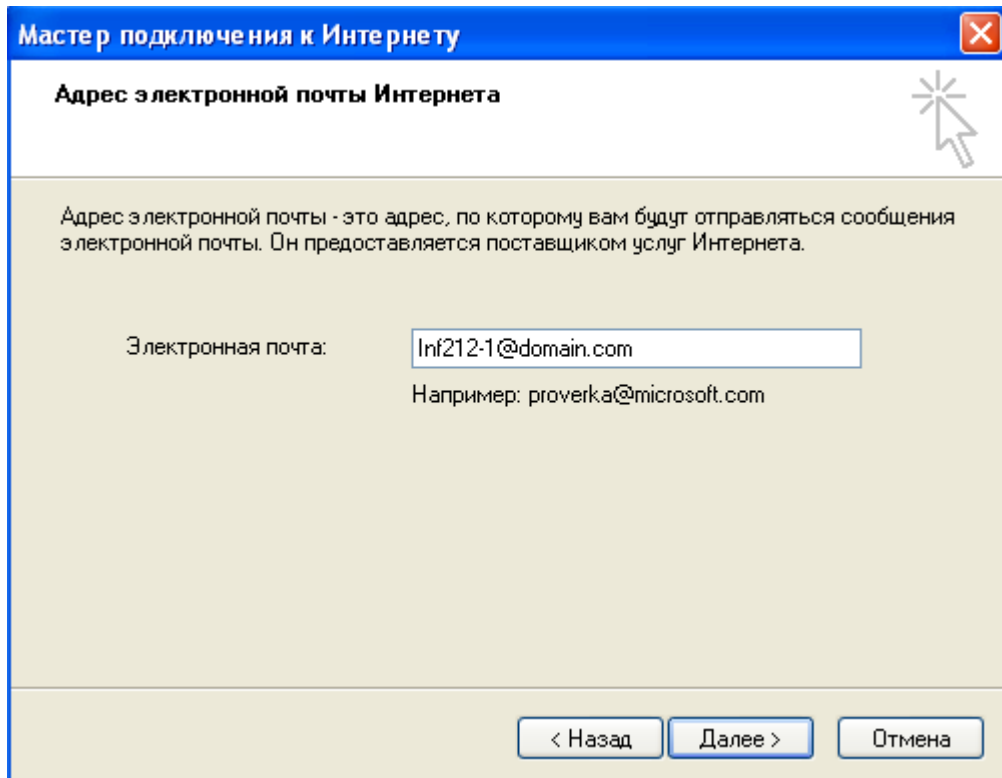 Мастер подключения к Интернету
Адрес электронной почты Интернета
Адрес электронной почты - это адрес, по которому вам будут отправляться сообщения
электронной почты. Он предоставляется поставщиком услуг Интернета.
Электронная почта: Inf212-1@domain.com
Например: proverka@microsoft.com
< Назад Далее > Отмена